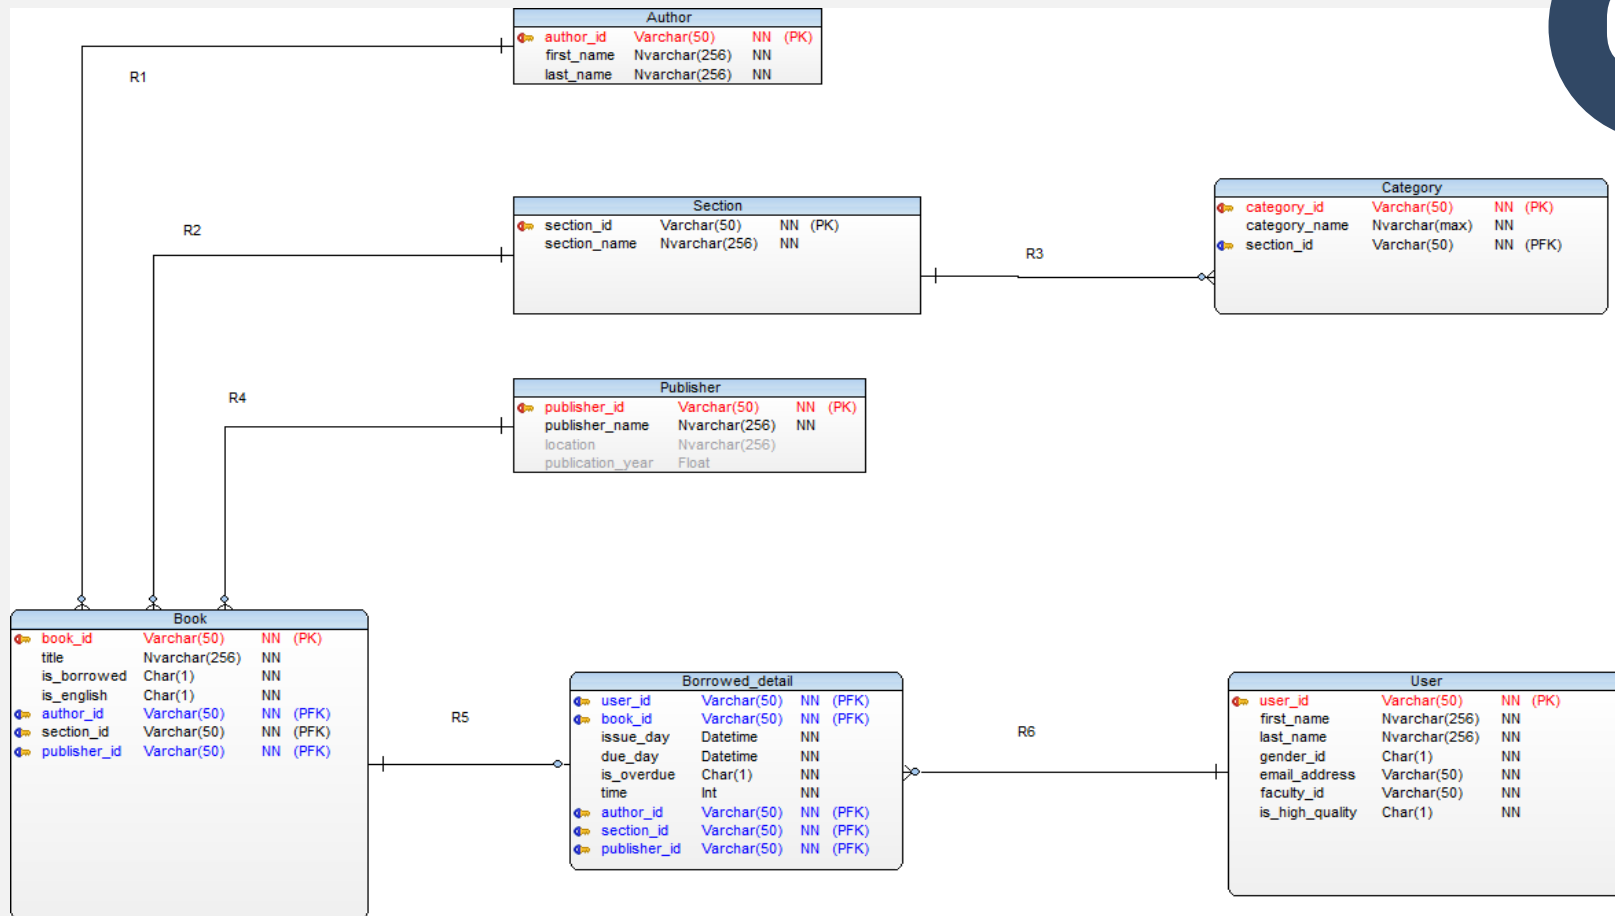 Author
author_id Varchar(50) NN (PK)
first_name Nvarchar(256) NN
last_name Nvarchar(256) NN
R1
Section
section_id Varchar(50) NN (PK)
section_name Nvarchar(256) NN
R2
Category
category_id Varchar(50) NN (PK)
category_name Nvarchar(max) NN
section_id Varchar(50) NN (PFK)
R3
Publisher
publisher_id Varchar(50) NN (PK)
publisher_name Nvarchar(256) NN
location Nvarchar(256)
publication_year Float
R4
Book
book_id Varchar(50) NN (PK)
title Nvarchar(256) NN
is_borrowed Char(1) NN
is_english Char(1) NN
author_id Varchar(50) NN (PFK)
section_id Varchar(50) NN (PFK)
publisher_id Varchar(50) NN (PFK)
R5
Borrowed_detail
user_id Varchar(50) NN (PFK)
book_id Varchar(50) NN (PFK)
issue_day Datetime NN
due_day Datetime NN
is_overdue Char(1) NN
time Int NN
author_id Varchar(50) NN (PFK)
section_id Varchar(50) NN (PFK)
publisher_id Varchar(50) NN (PFK)
R6
User
user_id Varchar(50) NN (PK)
first_name Nvarchar(256) NN
last_name Nvarchar(256) NN
gender_id Char(1) NN
email_address Varchar(50) NN
faculty_id Varchar(50) NN
is_high_quality Char(1) NN